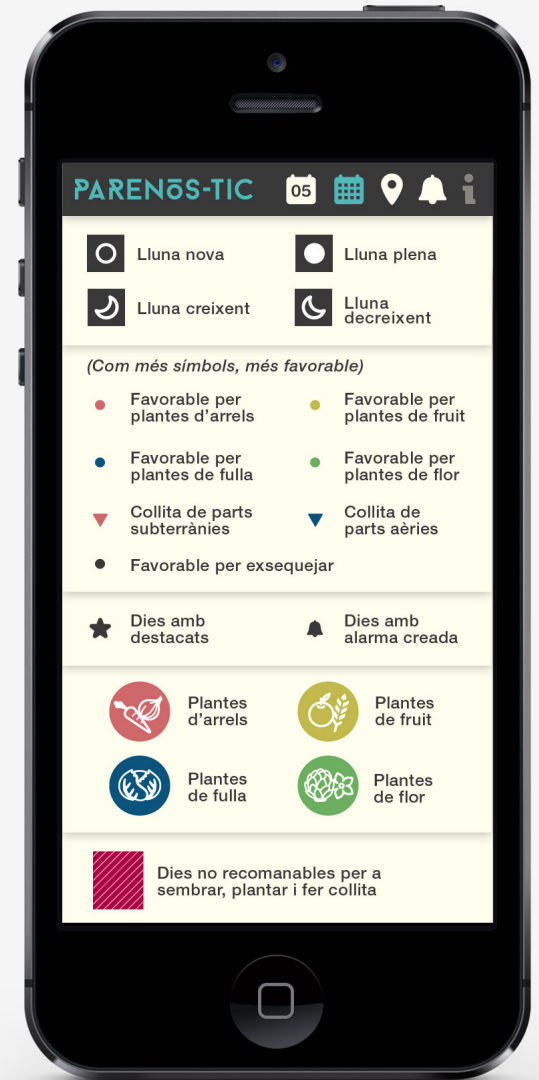 PARENōS-TIC
05
Lluna nova
Lluna plena
Lluna creixent
Lluna
decreixent
(Com més símbols, més favorable)
Favorable per
plantes d'arrels
Favorable per
plantes de fruit
Favorable per
plantes de fulla
Favorable per
plantes de flor
Collita de parts
subterrànies
Collita de
parts aèries
Favorable per exsequejar
Dies amb
destacats
Dies amb
alarma creada
Plantes
d'arrels
Plantes
de fruit
Plantes
de fulla
Plantes
de flor
Dies no recomanables per a
sembrar, plantar i fer collita